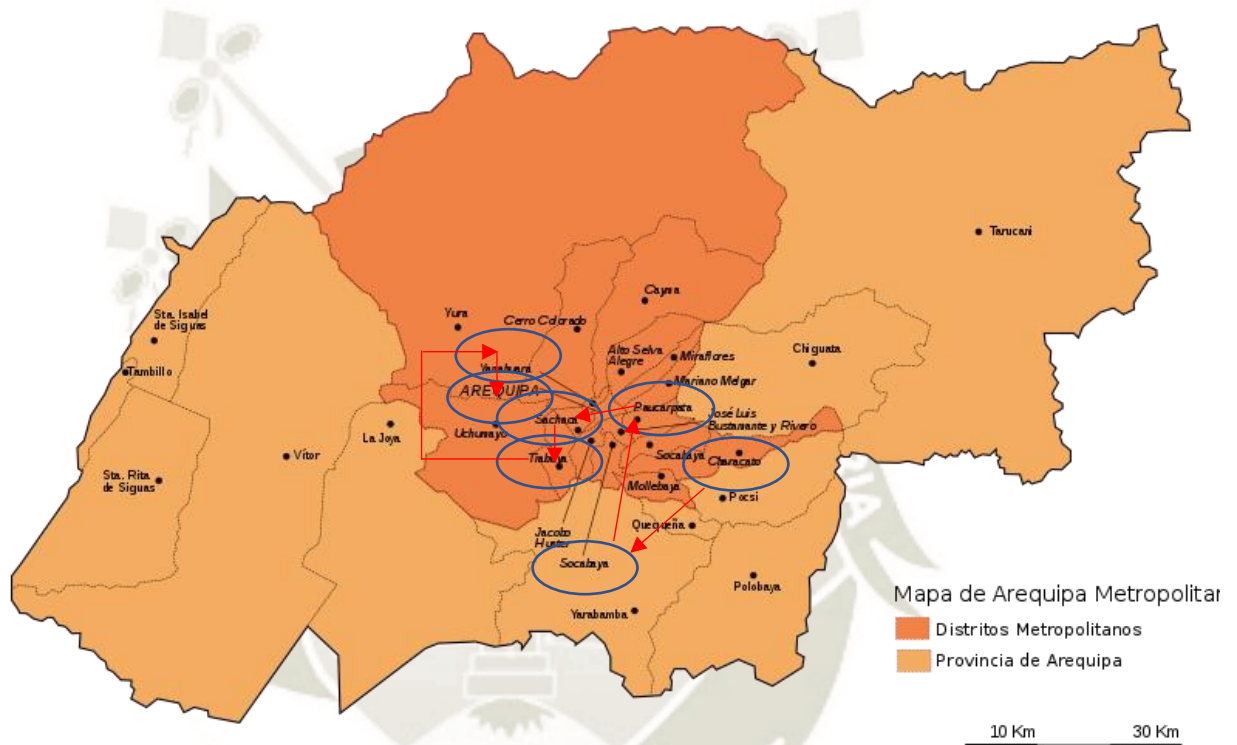 Tarucani
Cayma
Sta. Isabel
de Siguas
Yura
Cerro Colorado
Alto Selva
Alegre
Miraflores
Chiguata
Tambillo
Yanahuara
Mariano Melgar
AREQUIPA
Paucarpata
José Luis
Bustamante y Rivero
Sachaca
La Joya
Uchumayo
Vítor
Tiabaya
Socabaya
Characato
Sta. Rita
de Siguas
Mollebaya
Pocsi
Quequeña
Jacobo
Hunter
Socabaya
Polobaya
Yarabamba
Mapa de Arequipa Metropolitan
Distritos Metropolitanos
Provincia de Arequipa
10 Km 30 Km